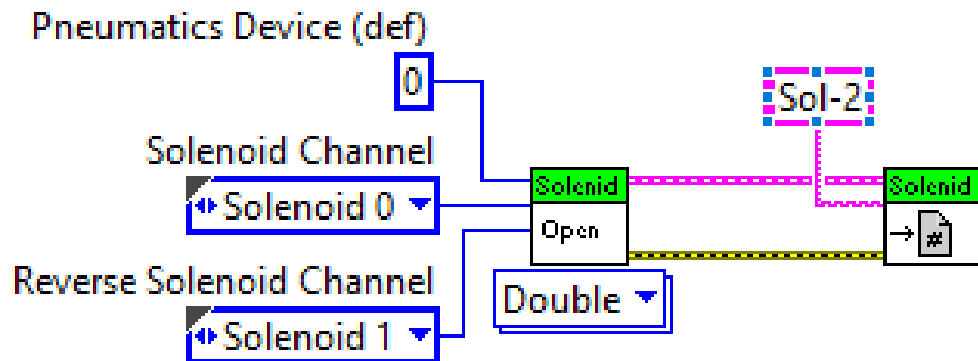 Pneumatics Device (def)
0
Sol-2
Solenoid Channel
Solenoid 0
Solenid
Open
Solenid
#
Reverse Solenoid Channel
Solenoid 1
Double